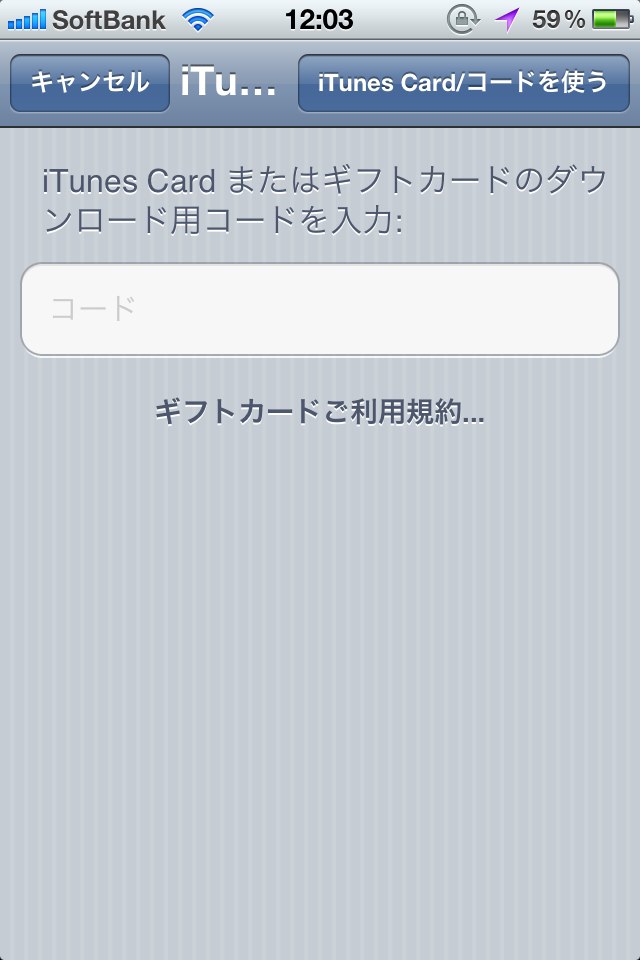 SoftBank 12:03 59%
キャンセル iTu... iTunes Card/コードを使う
iTunes Card またはギフトカードのダウ
ンロード用コードを入力:
コード
ギフトカードご利用規約...